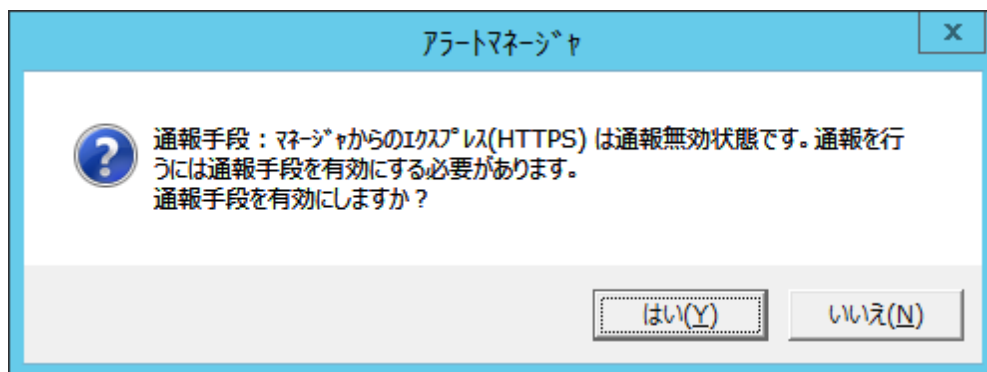 ｱﾗｰﾄﾏﾈｰｼﾞｬ
x
通報手段：ﾏﾈｰｼﾞｬからのｴｸｽﾌﾟﾚｽ(HTTPS) は通報無効状態です。通報を行
うには通報手段を有効にする必要があります。
通報手段を有効にしますか？
はい(Y) いいえ(N)